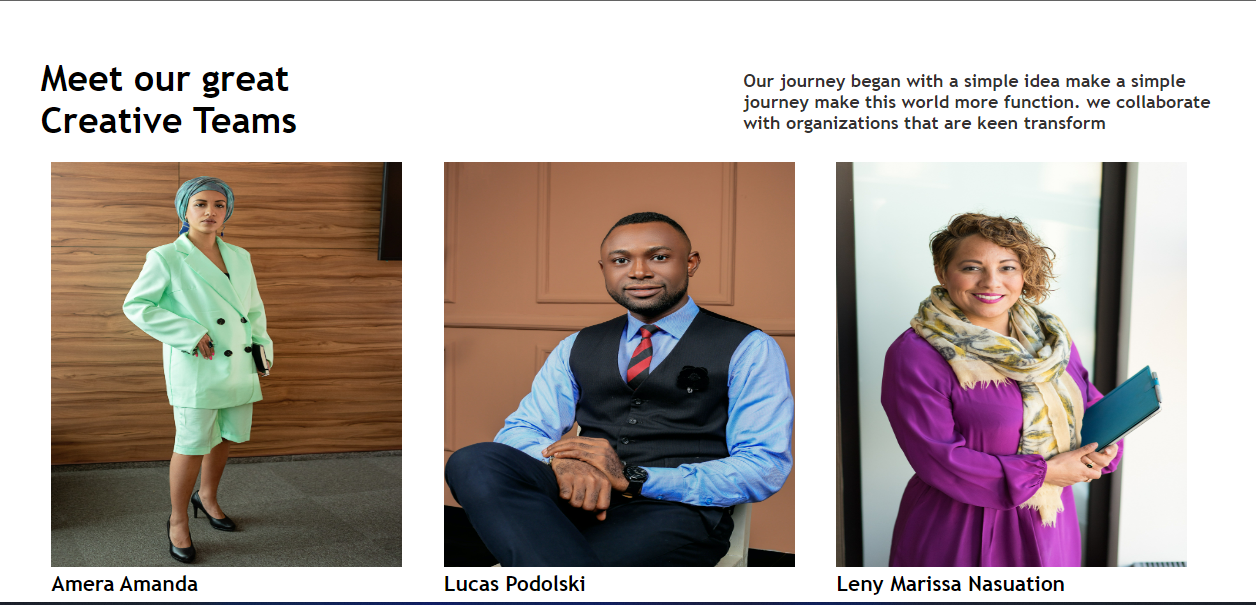 Meet our great
Creative Teams
Our journey began with a simple idea make a simple
journey make this world more function. we collaborate
with organizations that are keen transform
Amera Amanda
Lucas Podolski
Leny Marissa Nasuation